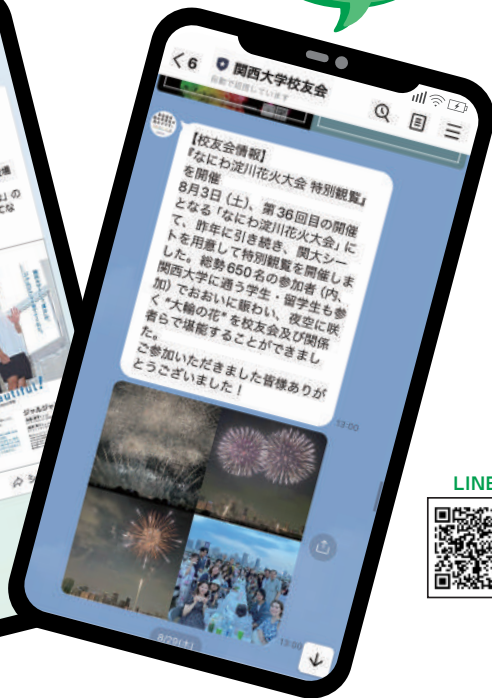 6
関西大学校友会
自動で応答しています
【校友会情報】
『なにわ淀川花火大会 特別観覧』
を開催
8月3日（土）、第36回目の開催
となる「なにわ淀川花火大会」に
て、昨年に引き続き、関大シー
トを用意して特別観覧を開催しま
した。総勢650名の参加者（内、
関西大学に通う学生・留学生も参
加）でおおいに賑わい、夜空に咲
く“大輪の花”を校友会及び関係
者らで堪能することができまし
た。
ご参加いただきました皆様ありが
とうございました！
13:00
13:00
LINE